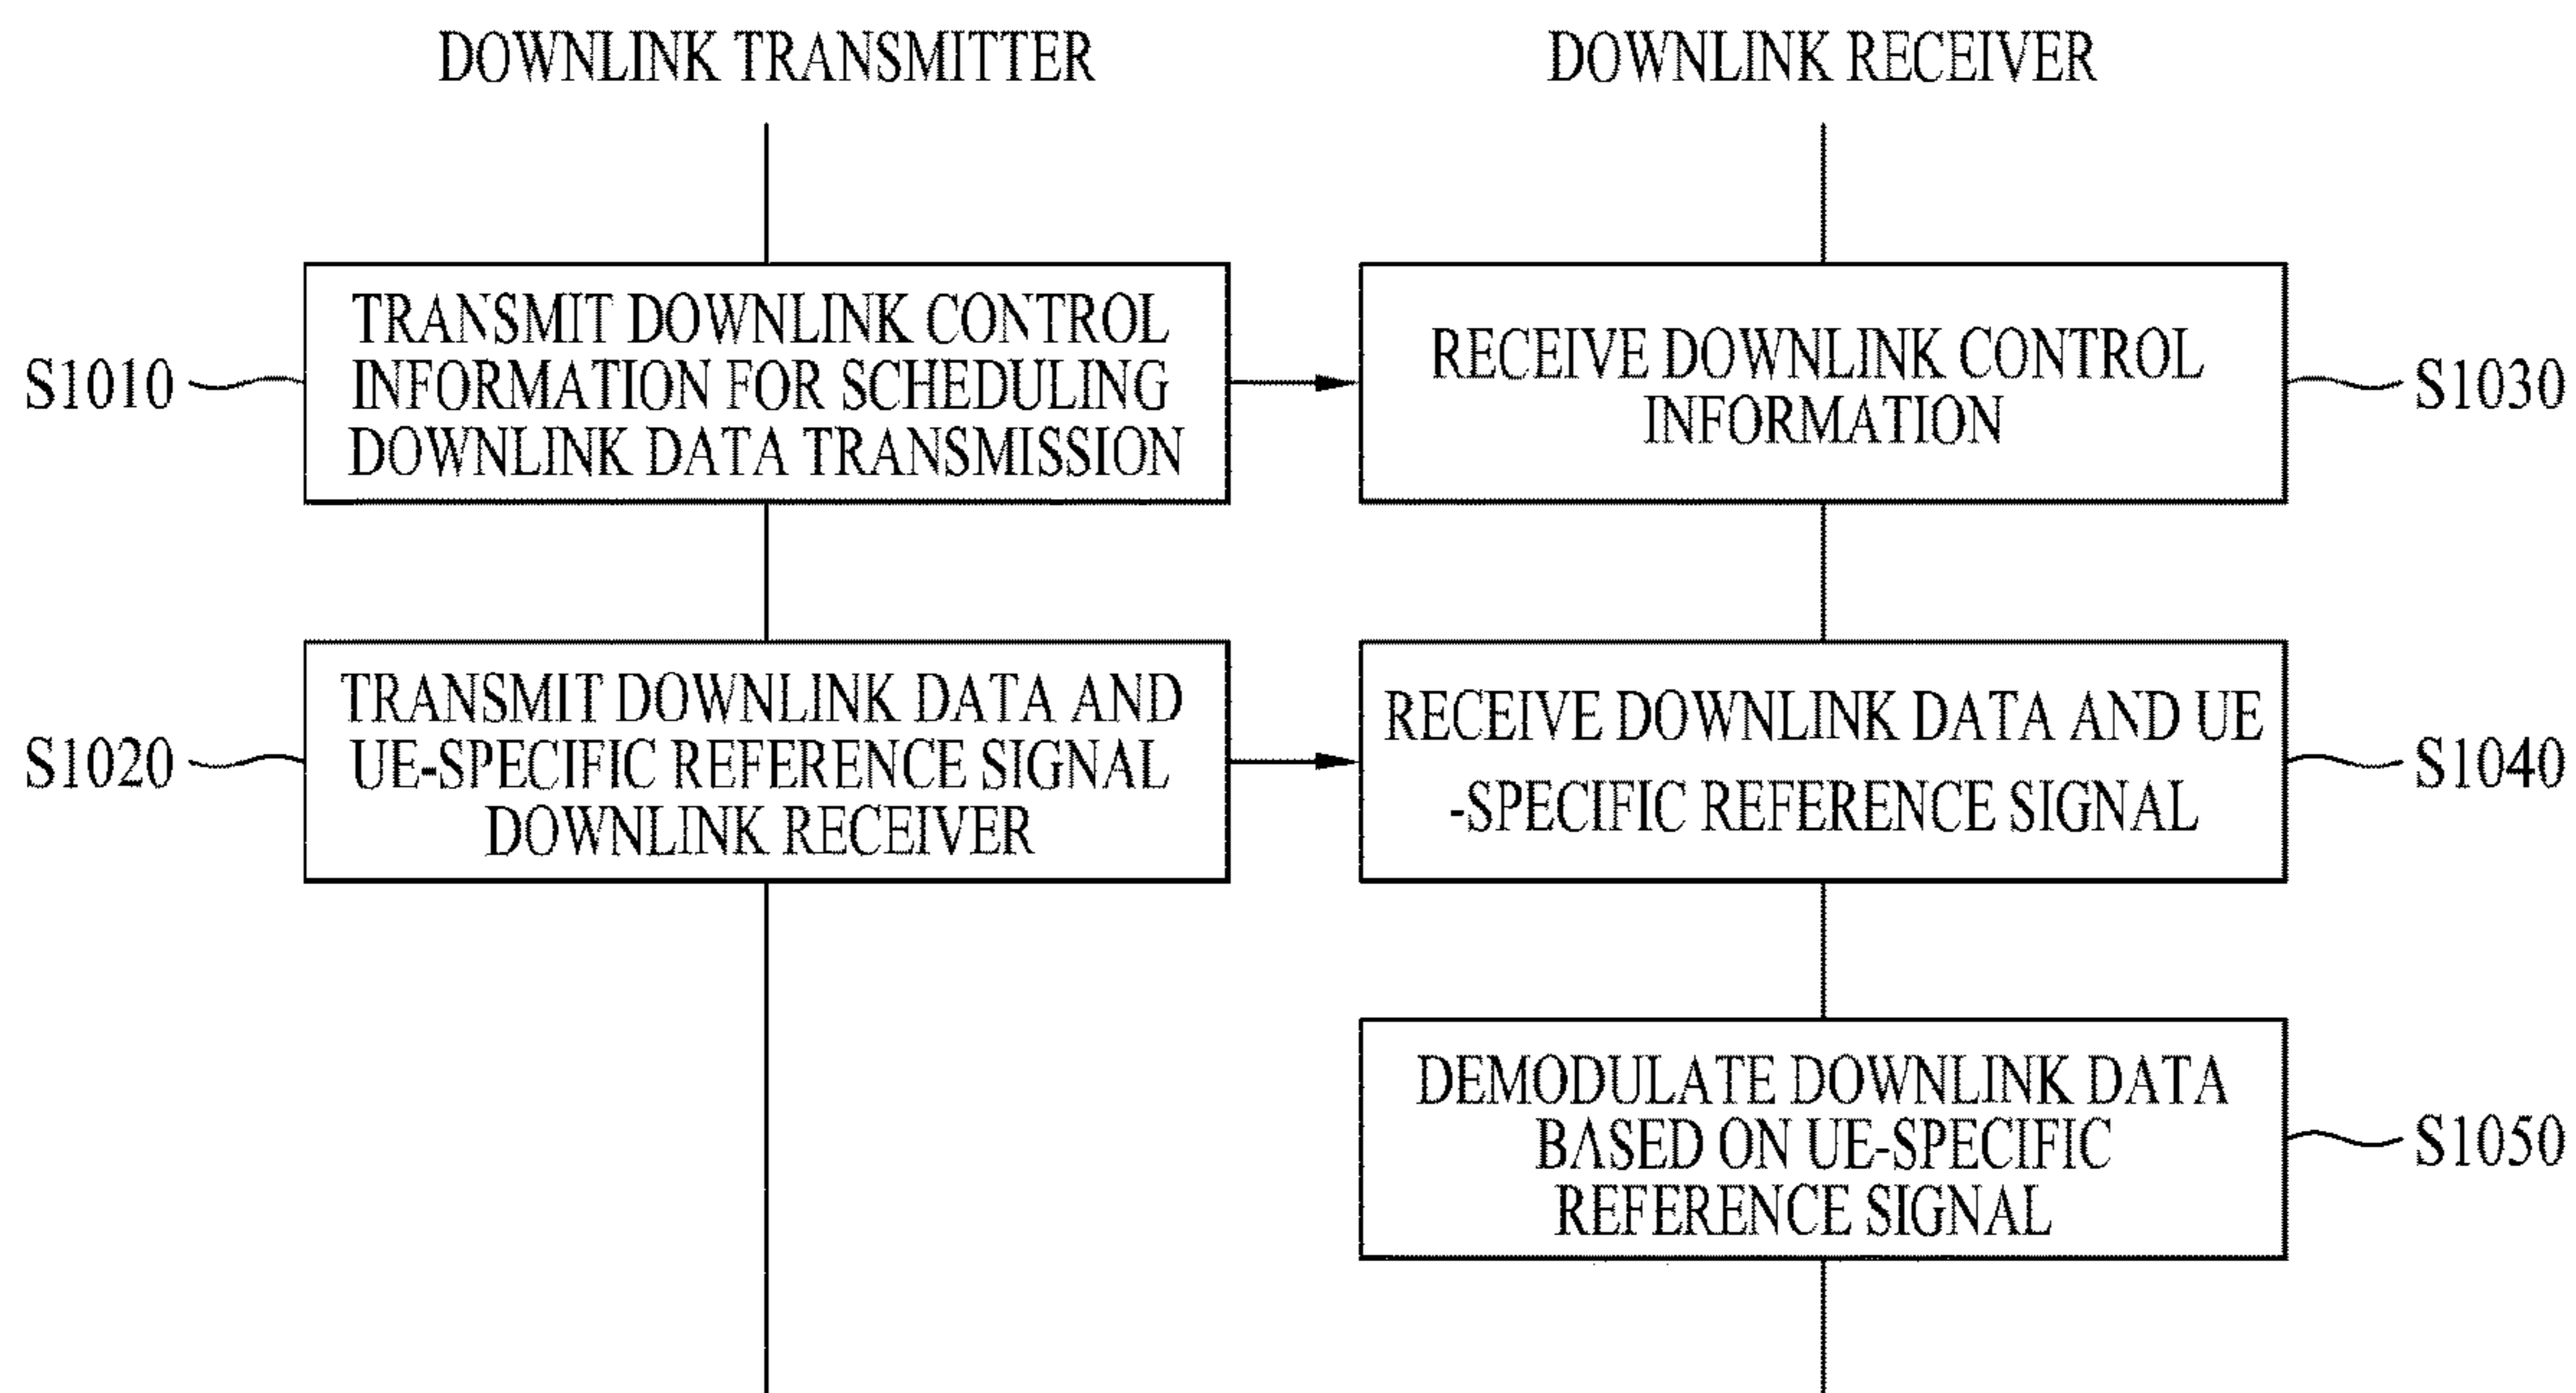 DOWNLINK TRANSMITTER
DOWNLINK RECEIVER
S1010
TRANSMIT DOWNLINK CONTROL
INFORMATION FOR SCHEDULING
DOWNLINK DATA TRANSMISSION
RECEIVE DOWNLINK CONTROL
INFORMATION
S1030
S1020
TRANSMIT DOWNLINK DATA AND
UE-SPECIFIC REFERENCE SIGNAL
DOWNLINK RECEIVER
RECEIVE DOWNLINK DATA AND UE
-SPECIFIC REFERENCE SIGNAL
S1040
DEMODULATE DOWNLINK DATA
BASED ON UE-SPECIFIC
REFERENCE SIGNAL
S1050